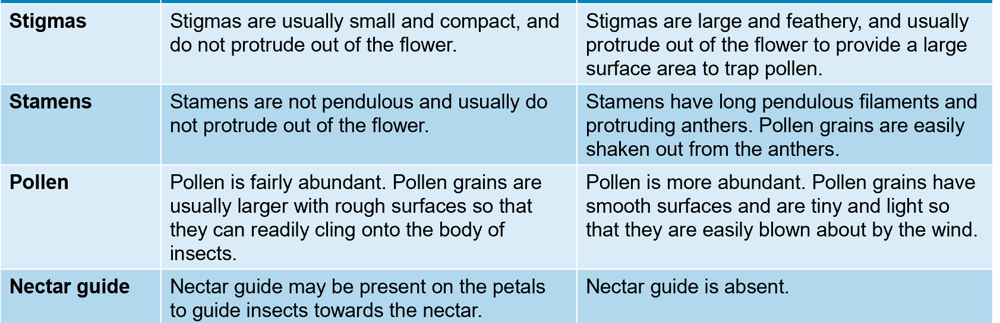 Stigmas
Stigmas are usually small and compact, and
do not protrude out of the flower.
Stigmas are large and feathery, and usually
protrude out of the flower to provide a large
surface area to trap pollen.
Stamens
Stamens are not pendulous and usually do
not protrude out of the flower.
Stamens have long pendulous filaments and
protruding anthers. Pollen grains are easily
shaken out from the anthers.
Pollen
Pollen is fairly abundant. Pollen grains are
usually larger with rough surfaces so that
they can readily cling onto the body of
insects.
Pollen is more abundant. Pollen grains have
smooth surfaces and are tiny and light so
that they are easily blown about by the wind.
Nectar guide
Nectar guide may be present on the petals
to guide insects towards the nectar.
Nectar guide is absent.